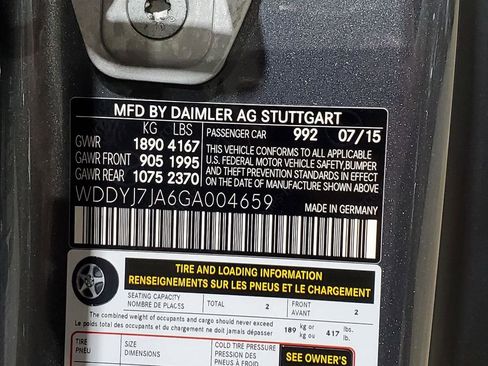 MFD BY DAIMLER AG STUTTGART
KG LBS PASSENGER CAR 992 07/15
GVWR 1890 4167
GAWR FRONT 905 1995
GAWR REAR 1075 2370
THIS VEHICLE CONFORMS TO ALL APPLICABLE
U.S. FEDERAL MOTOR VEHICLE SAFETY,BUMPER
AND THEFT PREVENTION STANDARDS IN EFFECT
ON THE DATE OF MANUFACTURE SHOWN ABOVE.
WDDYJ7JA6GA004659
MADE IN GERMANY
TIRE AND LOADING INFORMATION
RENSEIGNEMENTS SUR LES PNEUS ET LE CHARGEMENT
SEATING CAPACITY
NOMBRE DE PLACES
TOTAL 2
FRONT
AVANT 2
The combined weight of occupants and cargo should never exceed
Le poids total des occupants et du chargement ne doit jamais dépasser
189 kg or
kg ou
417 lbs.
lb.
TIRE
PNEU
SIZE
DIMENSIONS
COLD TIRE PRESSURE
PRESSION DES
PNEUS À FROID
SEE OWNER'S